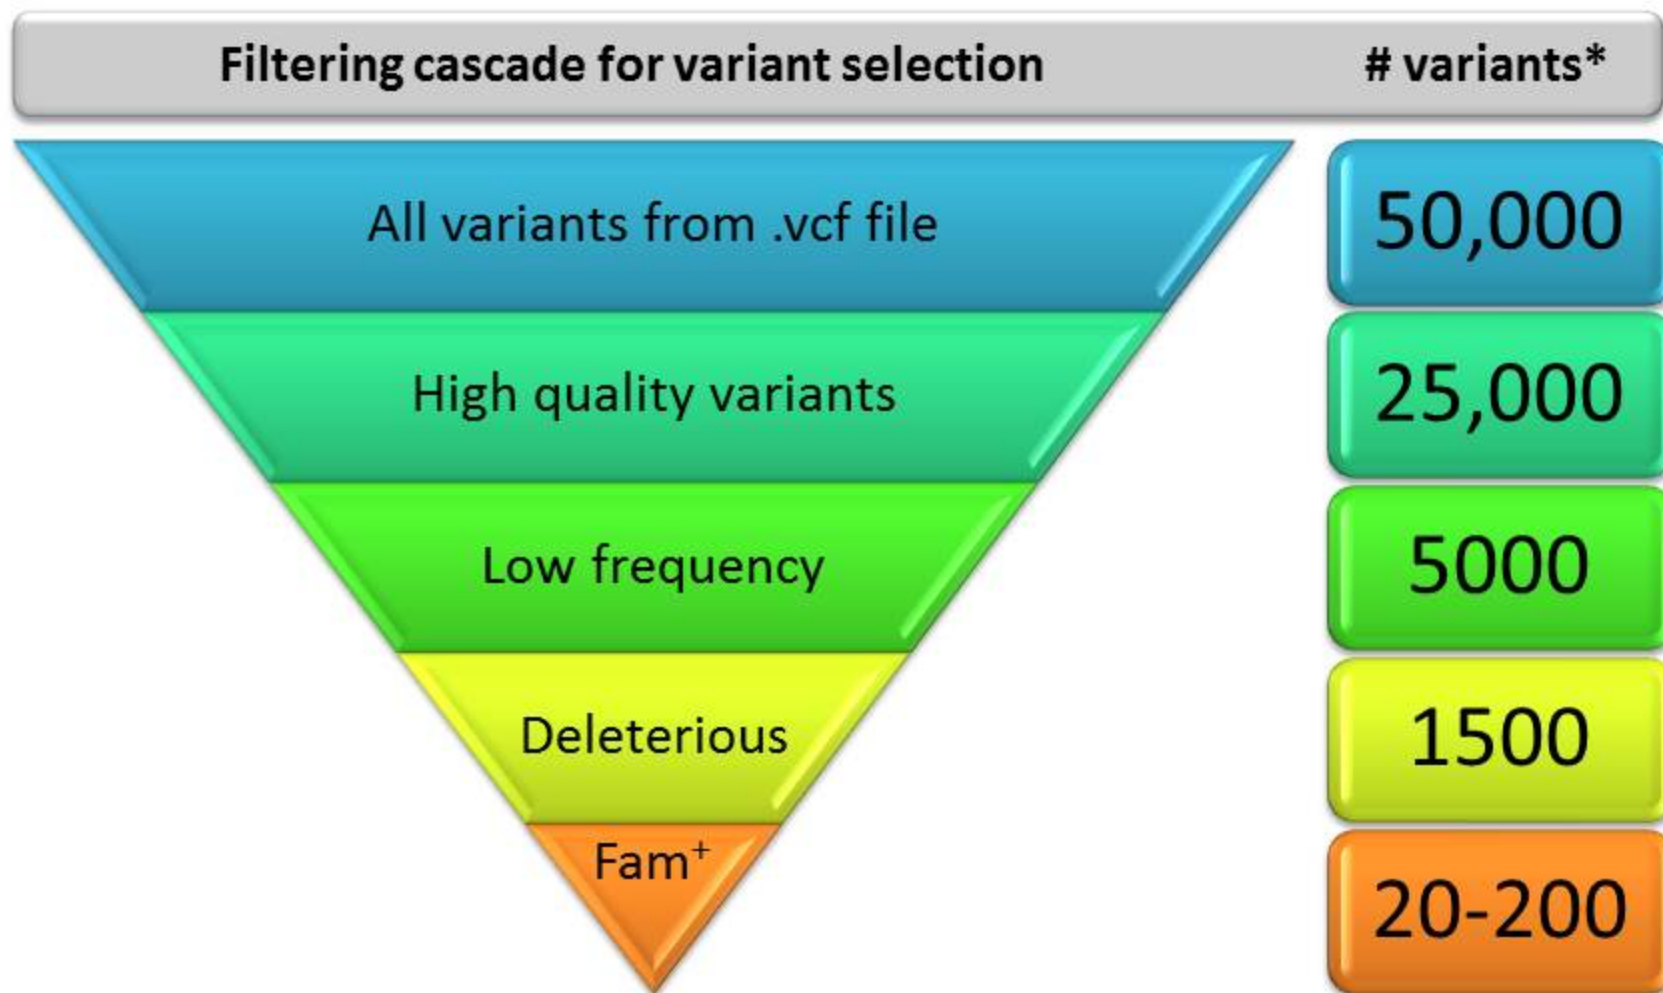 Filtering cascade for variant selection # variants*
All variants from .vcf file 50,000
High quality variants 25,000
Low frequency 5000
Deleterious 1500
Fam⁺ 20-200